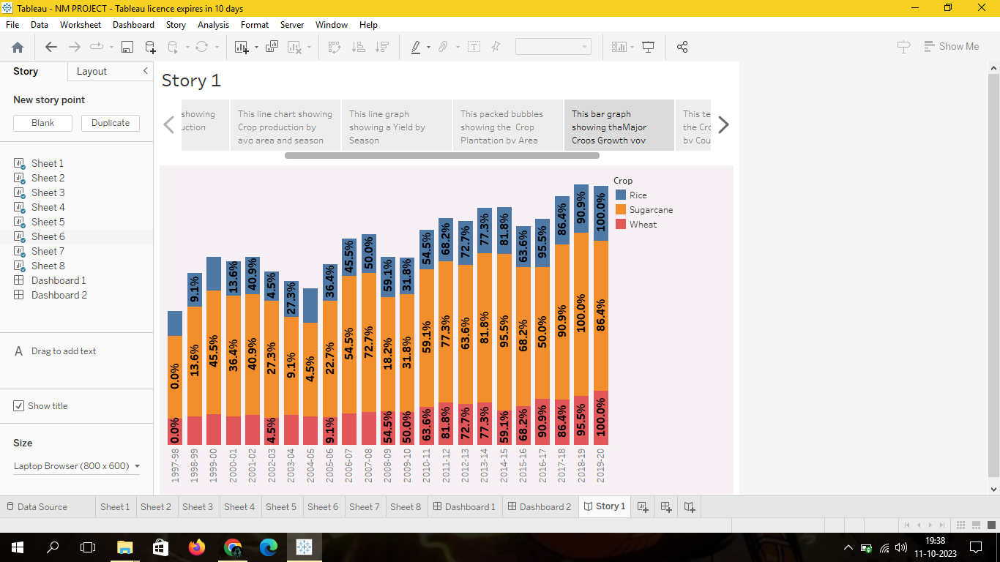 Tableau - NM PROJECT - Tableau licence expires in 10 days
File Data Worksheet Dashboard Story Analysis Format Server Window Help
Show Me
Story Layout
New story point
Blank Duplicate
Sheet 1
Sheet 2
Sheet 3
Sheet 4
Sheet 5
Sheet 6
Sheet 7
Sheet 8
Dashboard 1
Dashboard 2
A Drag to add text
Show title
Size
Laptop Browser (800 x 600)
Story 1
showing
uction
This line chart showing
Crop production by
avg area and season
This line graph
showing a Yield by
Season
This packed bubbles
showing the Crop
Plantation by Area
This bar graph
showing thaMajor
Crops Growth yoy
This te
the Cro
by Cou
Crop
Rice
Sugarcane
Wheat
9.1% 13.6% 40.9% 4.5% 27.3% 36.4% 45.5% 50.0% 59.1% 31.8% 54.5% 68.2% 72.7% 77.3% 81.8% 63.6% 95.5% 86.4% 90.9% 100.0%
0.0% 13.6% 45.5% 36.4% 40.9% 27.3% 9.1% 4.5% 22.7% 54.5% 72.7% 18.2% 31.8% 59.1% 77.3% 63.6% 81.8% 95.5% 68.2% 50.0% 90.9% 100.0% 86.4%
0.0% 4.5% 9.1% 54.5% 50.0% 63.6% 81.8% 72.7% 77.3% 59.1% 68.2% 90.9% 86.4% 95.5% 100.0%
1997-98 1998-99 1999-00 2000-01 2001-02 2002-03 2003-04 2004-05 2005-06 2006-07 2007-08 2008-09 2009-10 2010-11 2011-12 2012-13 2013-14 2014-15 2015-16 2016-17 2017-18 2018-19 2019-20
Data Source Sheet 1 Sheet 2 Sheet 3 Sheet 4 Sheet 5 Sheet 6 Sheet 7 Sheet 8 Dashboard 1 Dashboard 2 Story 1
19:38
11-10-2023